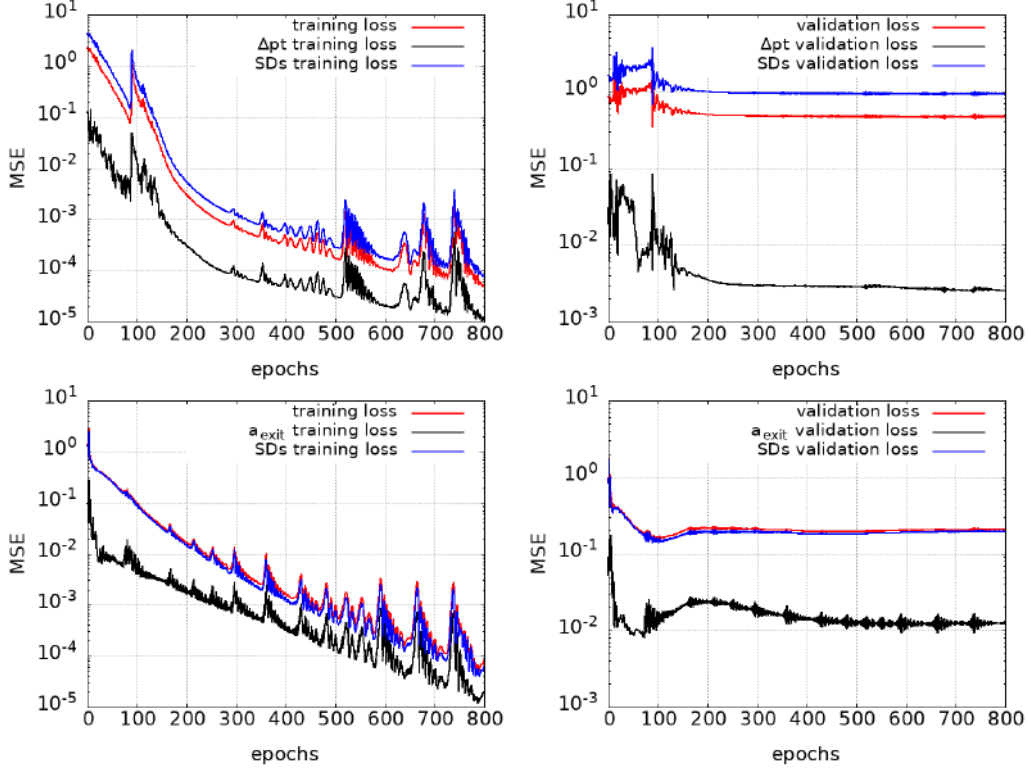 10^1
10^0
10^-1
10^-2
10^-3
10^-4
10^-5
MSE
training loss
Δpt training loss
SDs training loss
0 100 200 300 400 500 600 700 800
epochs
10^1
10^0
10^-1
10^-2
10^-3
MSE
validation loss
Δpt validation loss
SDs validation loss
0 100 200 300 400 500 600 700 800
epochs
10^1
10^0
10^-1
10^-2
10^-3
10^-4
10^-5
MSE
training loss
a_exit training loss
SDs training loss
0 100 200 300 400 500 600 700 800
epochs
10^1
10^0
10^-1
10^-2
10^-3
MSE
validation loss
a_exit validation loss
SDs validation loss
0 100 200 300 400 500 600 700 800
epochs